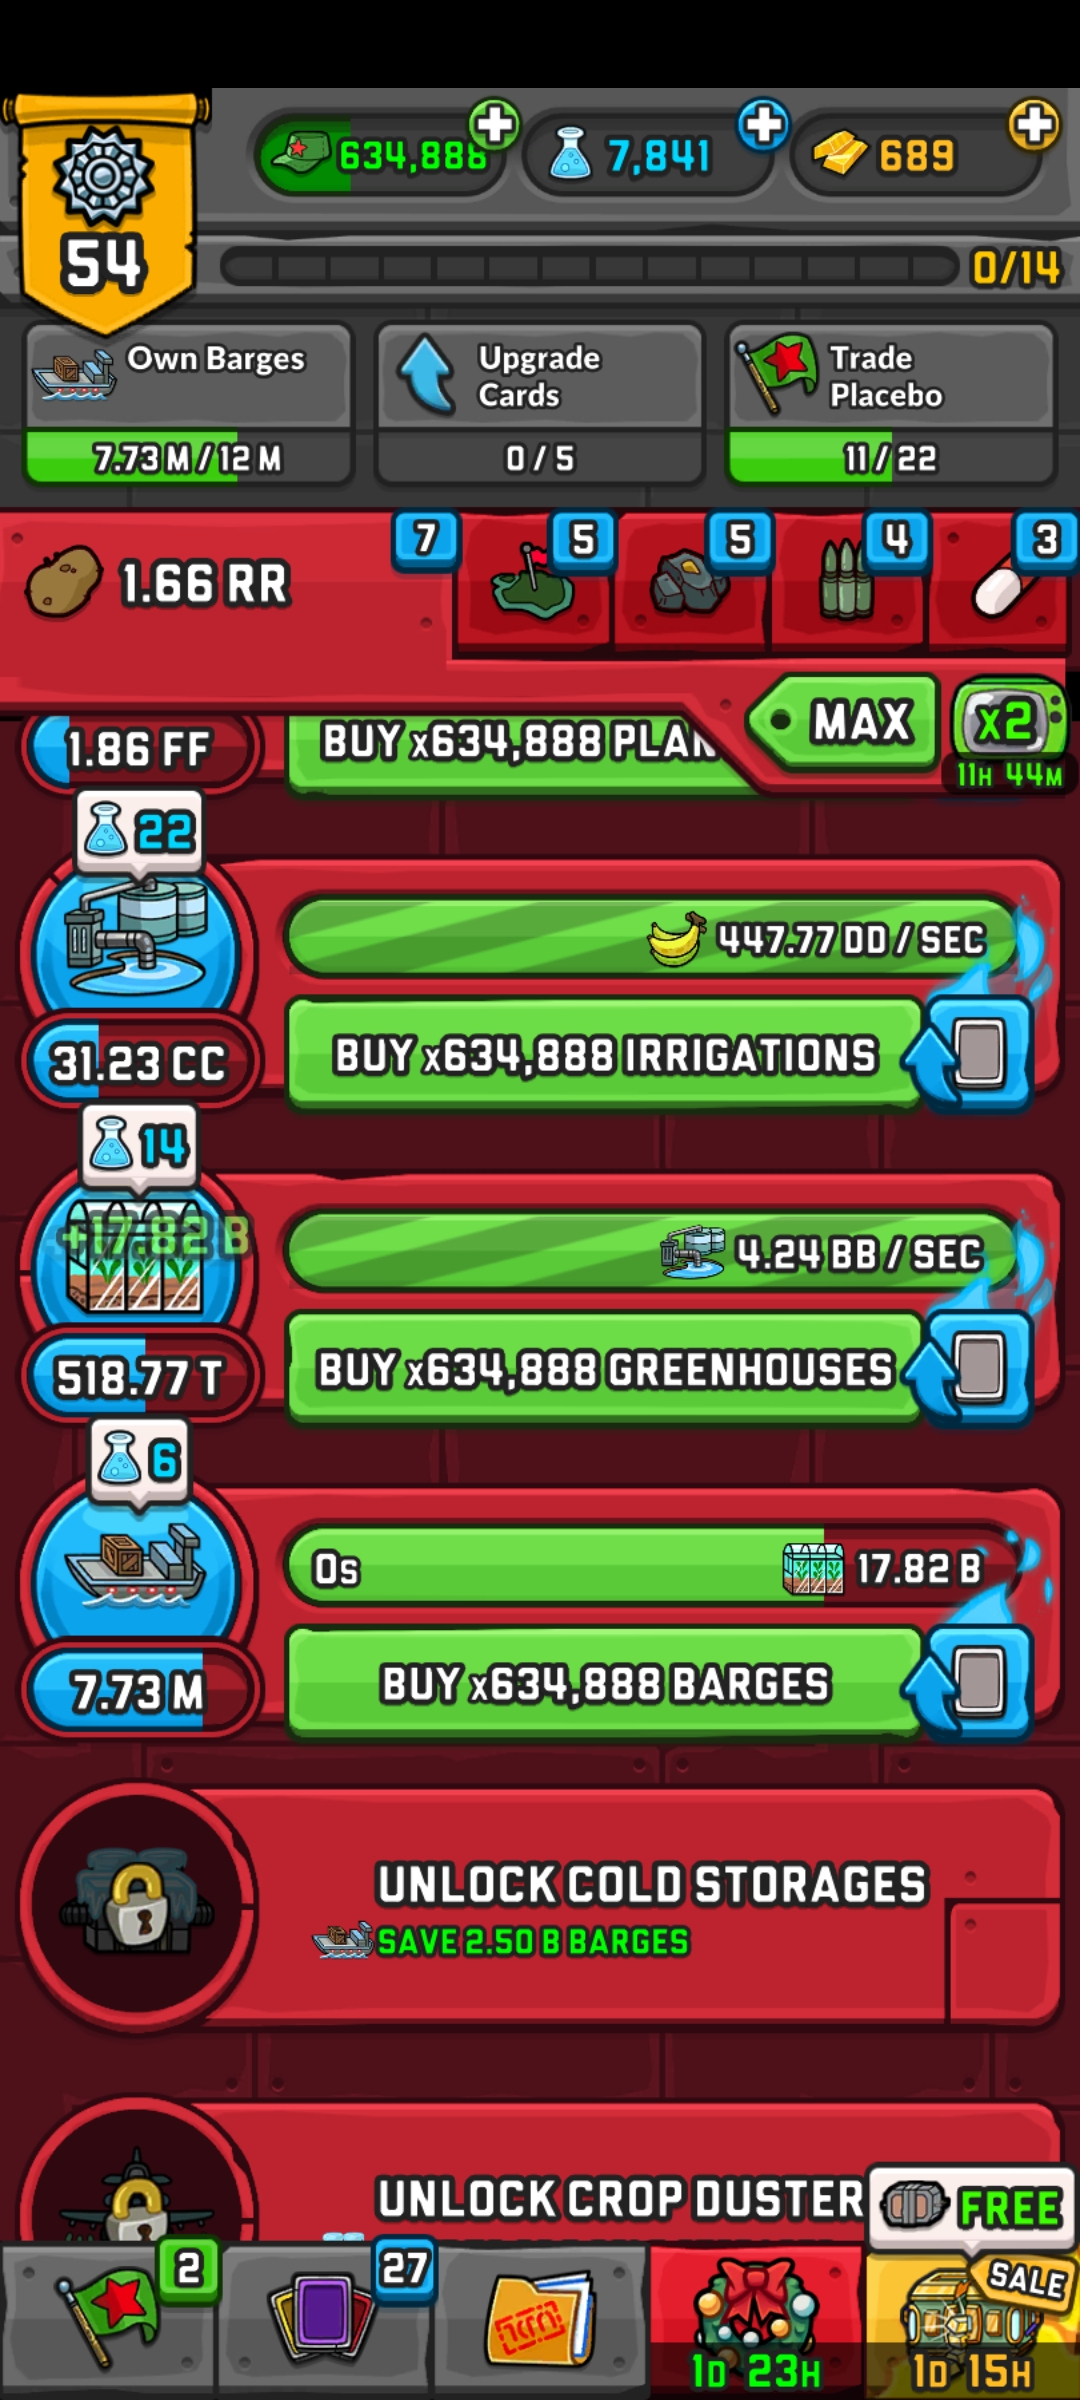 54
634,888
7,841
689
0/14
Own Barges
7.73 M / 12 M
Upgrade
Cards
0 / 5
Trade
Placebo
11 / 22
1.66 RR
7
5
5
4
3
MAX
x2
11H 44M
1.86 FF
BUY x634,888 PLAN
22
447.77 DD / SEC
31.23 CC
BUY x634,888 IRRIGATIONS
14
+17.82 B
4.24 BB / SEC
518.77 T
BUY x634,888 GREENHOUSES
6
0s
17.82 B
7.73 M
BUY x634,888 BARGES
UNLOCK COLD STORAGES
SAVE 2.50 B BARGES
UNLOCK CROP DUSTER
FREE
2
27
SALE
1D 23H
1D 15H